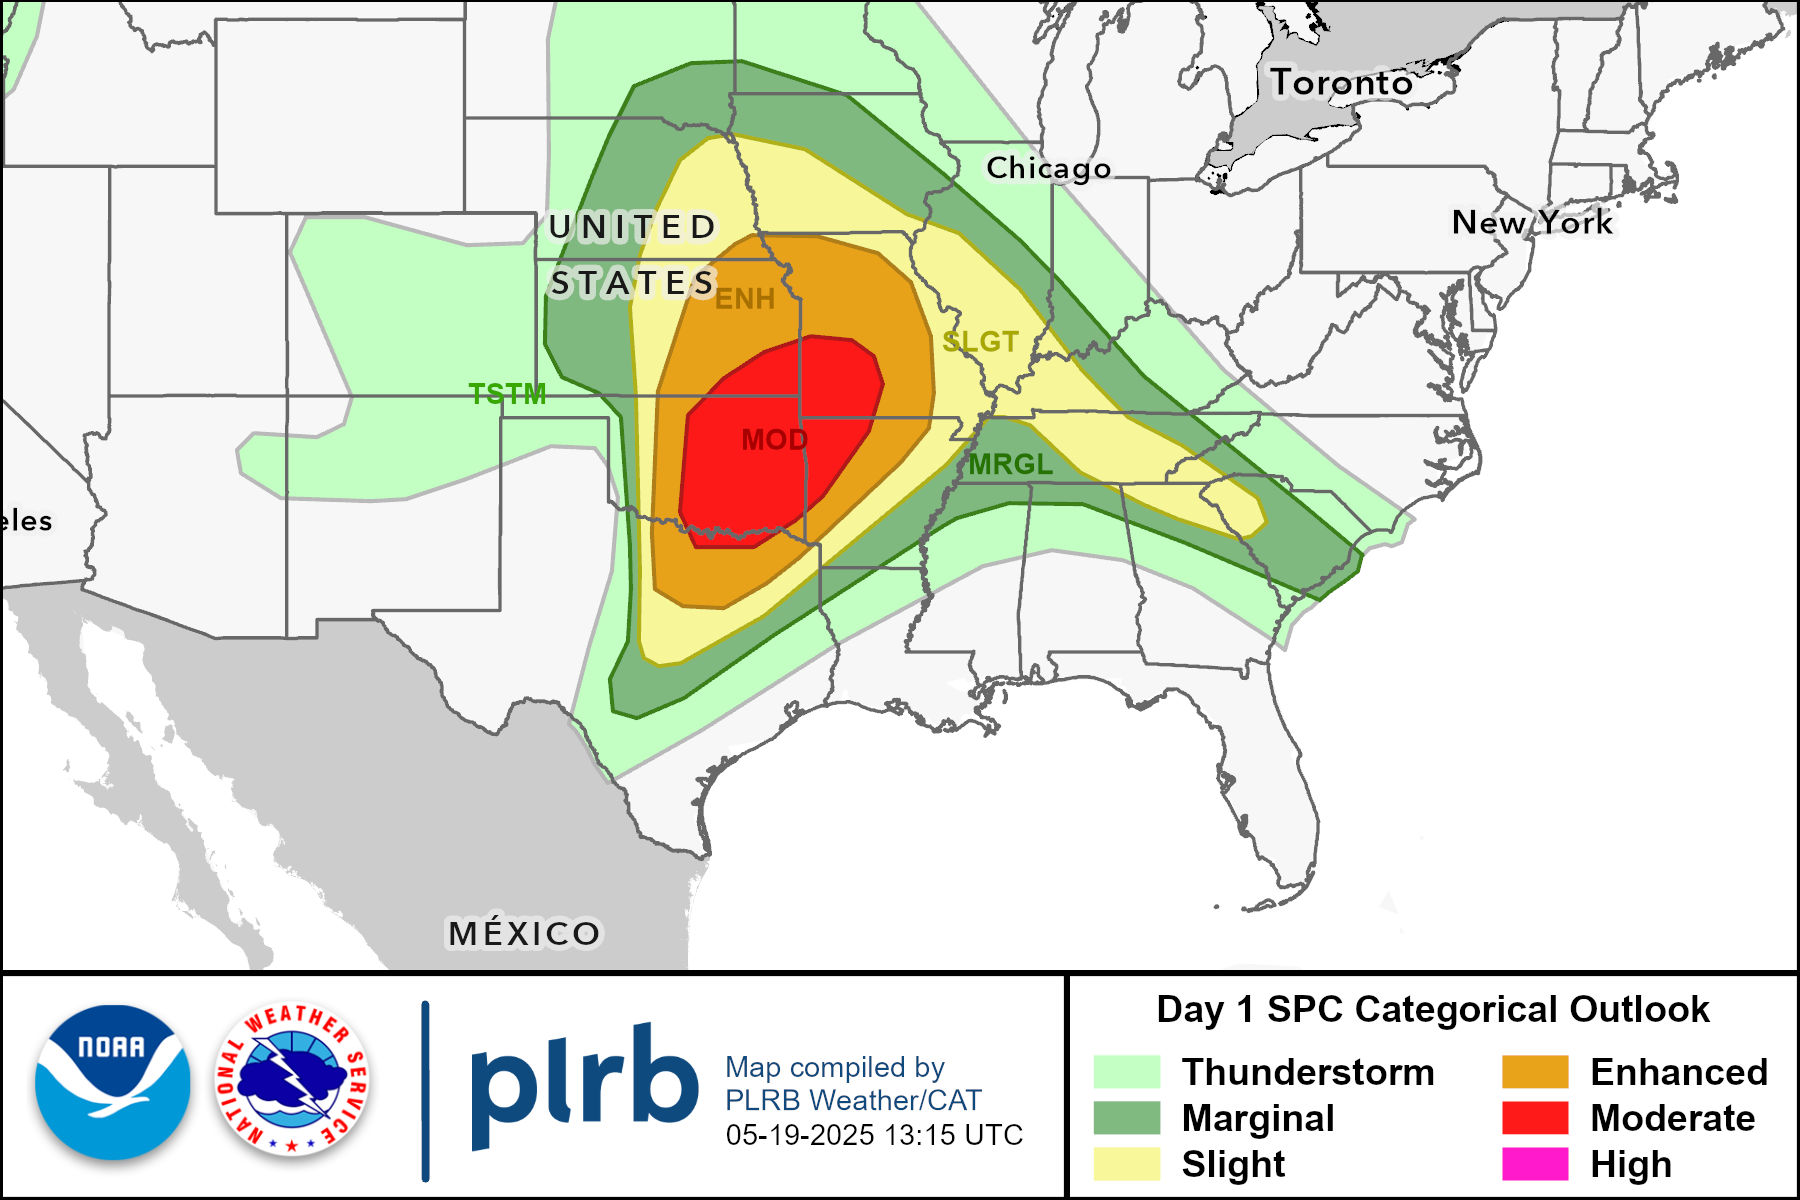 Toronto
Chicago
New York
UNITED
STATES
ENH
SLGT
TSTM
MOD
MRGL
eles
MÉXICO
NOAA
NATIONAL WEATHER SERVICE
plrb
Map compiled by
PLRB Weather/CAT
05-19-2025 13:15 UTC
Day 1 SPC Categorical Outlook
Thunderstorm
Marginal
Slight
Enhanced
Moderate
High